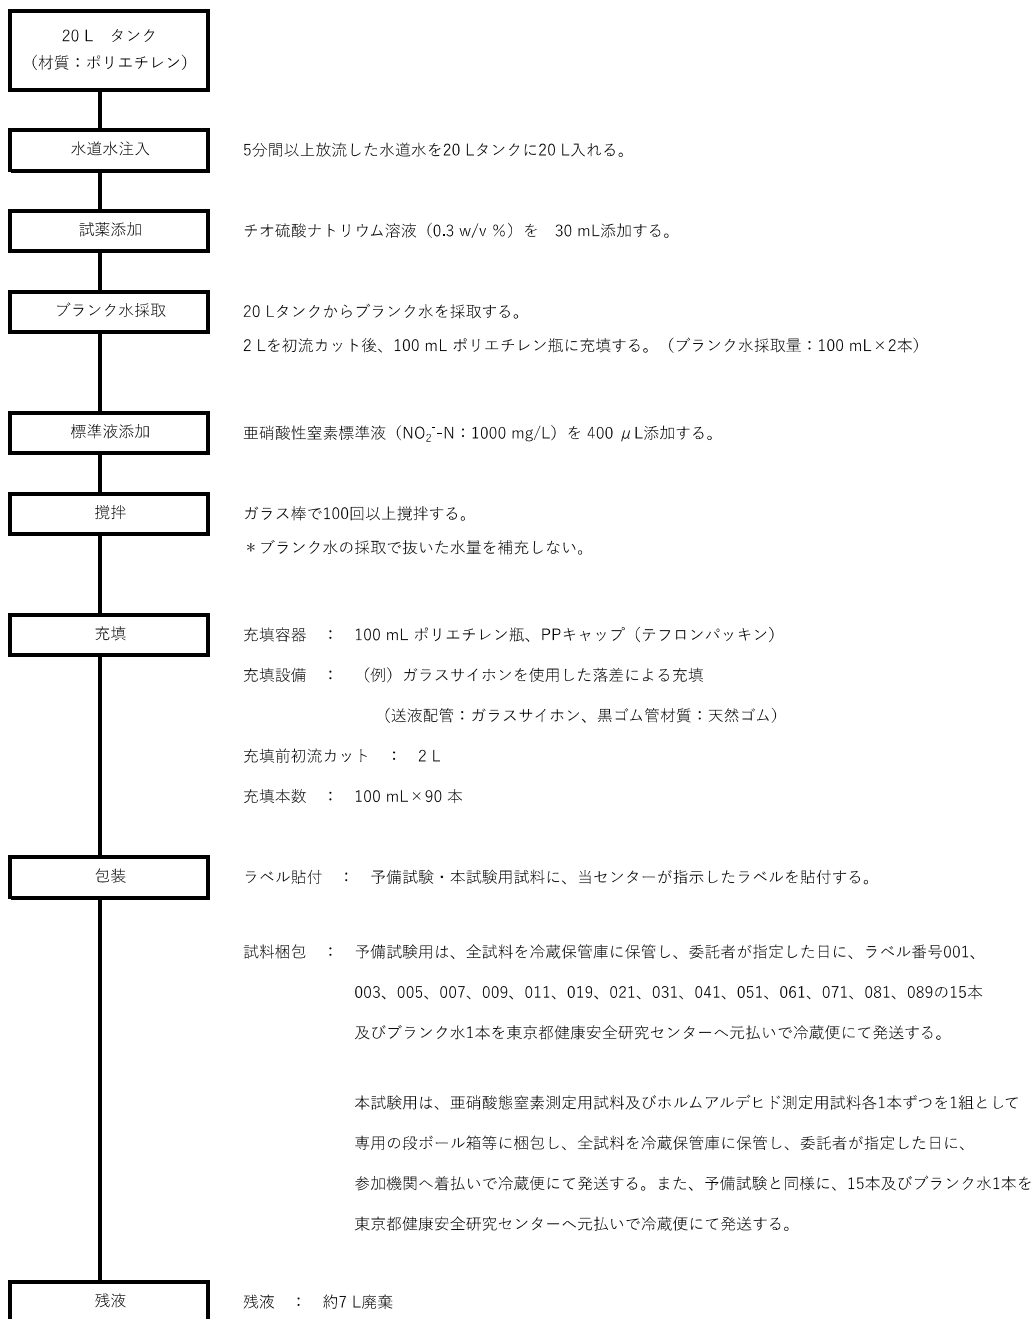 20 L　タンク
（材質：ポリエチレン）
水道水注入
5分間以上放流した水道水を20 Lタンクに20 L入れる。
試薬添加
チオ硫酸ナトリウム溶液（0.3 w/v %）を　30 mL添加する。
ブランク水採取
20 Lタンクからブランク水を採取する。
2 Lを初流カット後、100 mL ポリエチレン瓶に充填する。（ブランク水採取量：100 mL×2本）
標準液添加
亜硝酸性窒素標準液（NO₂⁻-N：1000 mg/L）を 400 μL添加する。
撹拌
ガラス棒で100回以上撹拌する。
＊ブランク水の採取で抜いた水量を補充しない。
充填
充填容器　：　100 mL ポリエチレン瓶、PPキャップ（テフロンパッキン）
充填設備　：　（例）ガラスサイホンを使用した落差による充填
（送液配管：ガラスサイホン、黒ゴム管材質：天然ゴム）
充填前初流カット　：　2 L
充填本数　：　100 mL×90 本
包装
ラベル貼付　：　予備試験・本試験用試料に、当センターが指示したラベルを貼付する。
試料梱包　：　予備試験用は、全試料を冷蔵保管庫に保管し、委託者が指定した日に、ラベル番号001、
003、005、007、009、011、019、021、031、041、051、061、071、081、089の15本
及びブランク水1本を東京都健康安全研究センターへ元払いで冷蔵便にて発送する。
本試験用は、亜硝酸態窒素測定用試料及びホルムアルデヒド測定用試料各1本ずつを1組として
専用の段ボール箱等に梱包し、全試料を冷蔵保管庫に保管し、委託者が指定した日に、
参加機関へ着払いで冷蔵便にて発送する。また、予備試験と同様に、15本及びブランク水1本を
東京都健康安全研究センターへ元払いで冷蔵便にて発送する。
残液
残液　：　約7 L廃棄